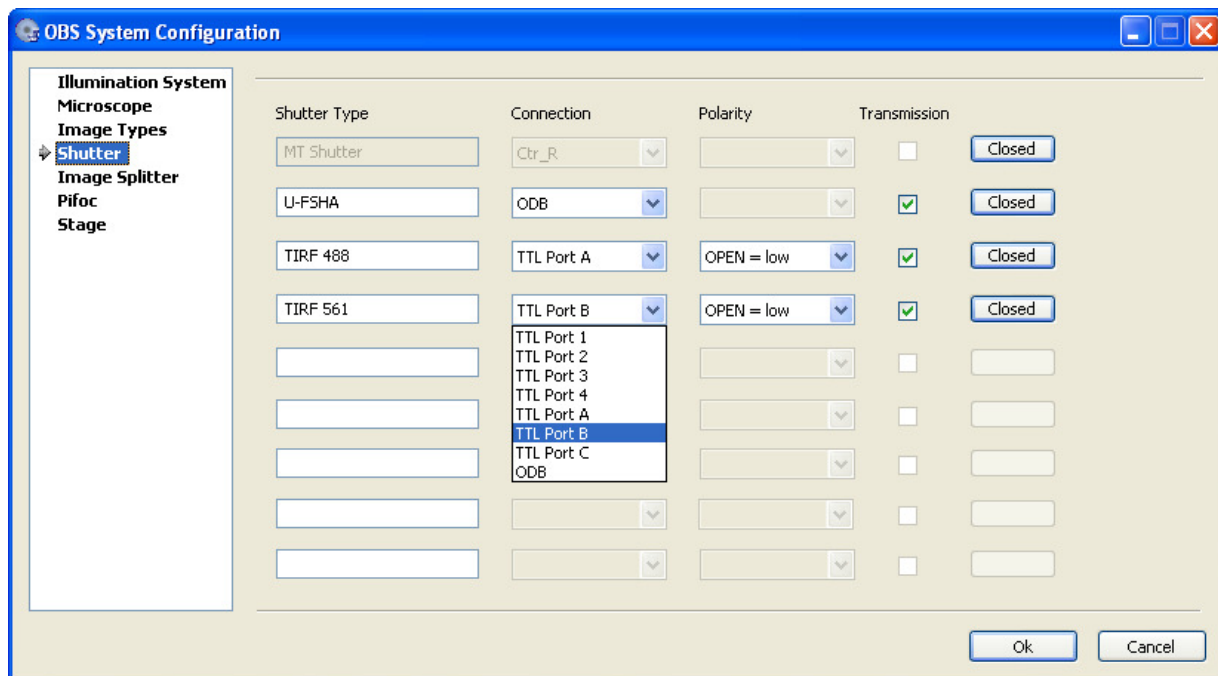 OBS System Configuration
Illumination System
Microscope
Image Types
Shutter
Image Splitter
Pifoc
Stage
Shutter Type Connection Polarity Transmission
MT Shutter Ctr_R Closed
U-FSHA ODB Closed
TIRF 488 TTL Port A OPEN = low Closed
TIRF 561 TTL Port B OPEN = low Closed
TTL Port 1
TTL Port 2
TTL Port 3
TTL Port 4
TTL Port A
TTL Port B
TTL Port C
ODB
Ok Cancel